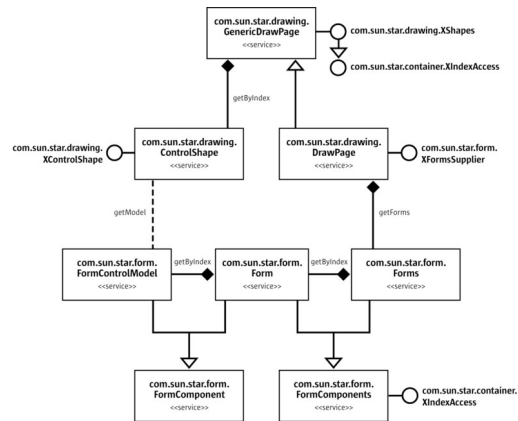 com.sun.star.drawing.
GenericDrawPage
<<service>>
com.sun.star.drawing.XShapes
com.sun.star.container.XIndexAccess
getByIndex
com.sun.star.drawing.
XControlShape
com.sun.star.drawing.
ControlShape
<<service>>
com.sun.star.drawing.
DrawPage
<<service>>
com.sun.star.form.
XFormsSupplier
getModel
getForms
com.sun.star.form.
FormControlModel
<<service>>
getByIndex
com.sun.star.form.
Form
<<service>>
getByIndex
com.sun.star.form.
Forms
<<service>>
com.sun.star.form.
FormComponent
<<service>>
com.sun.star.form.
FormComponents
<<service>>
com.sun.star.container.
XIndexAccess